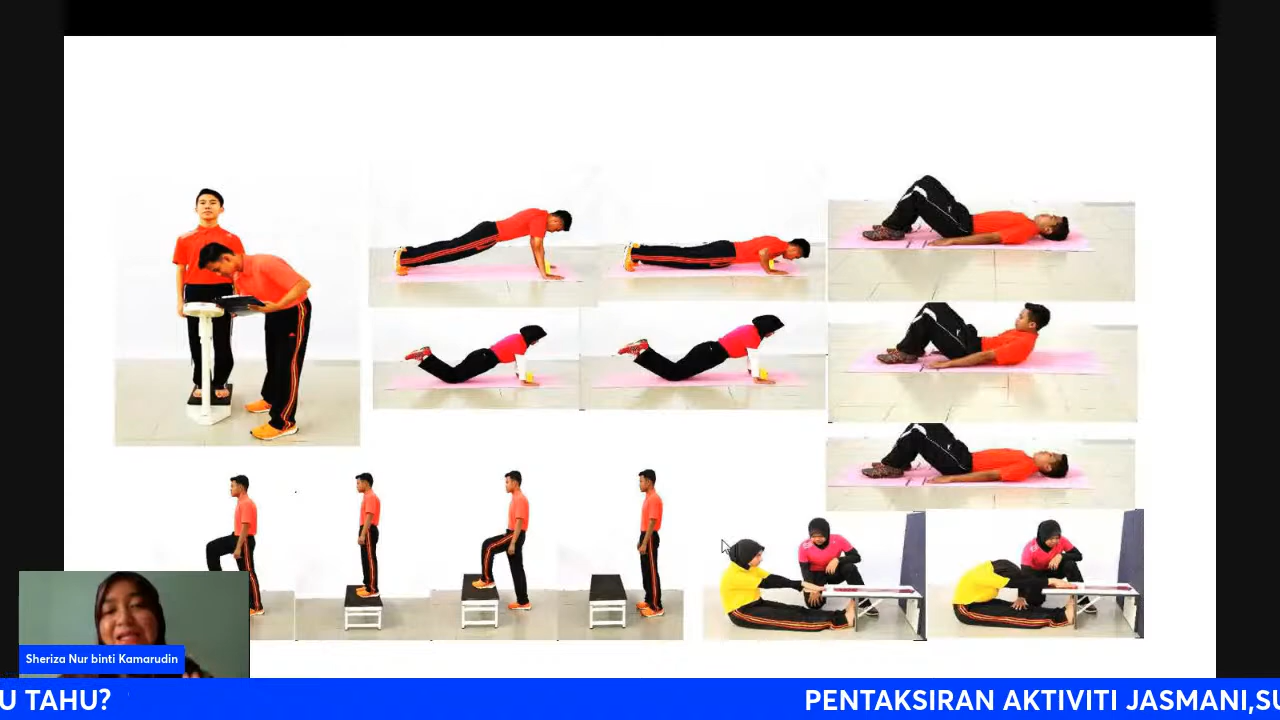 Sheriza Nur binti Kamarudin
U TAHU?
PENTAKSIRAN AKTIVITI JASMANI,SU